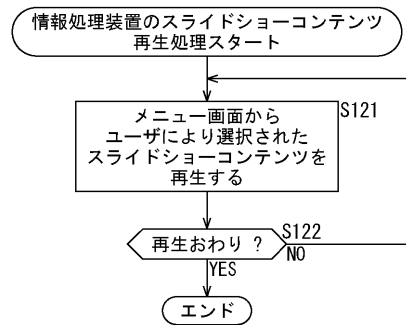 情報処理装置のスライドショーコンテンツ
再生処理スタート
S121
メニュー画面から
ユーザにより選択された
スライドショーコンテンツを
再生する
S122
再生おわり ?
NO
YES
エンド